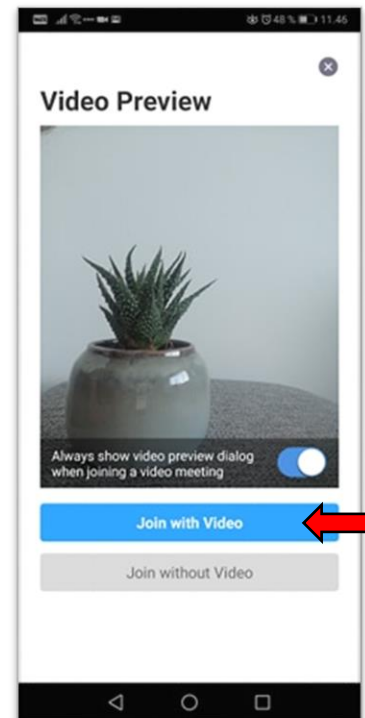 48 % 11.46
Video Preview
Always show video preview dialog
when joining a video meeting
Join with Video
Join without Video